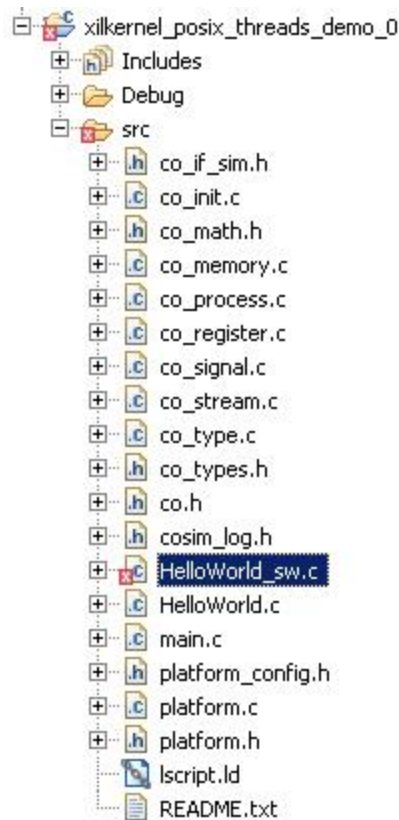 xilkernel_posix_threads_demo_0
Includes
Debug
src
co_if_sim.h
co_init.c
co_math.h
co_memory.c
co_process.c
co_register.c
co_signal.c
co_stream.c
co_type.c
co_types.h
co.h
cosim_log.h
HelloWorld_sw.c
HelloWorld.c
main.c
platform_config.h
platform.c
platform.h
lscript.ld
README.txt